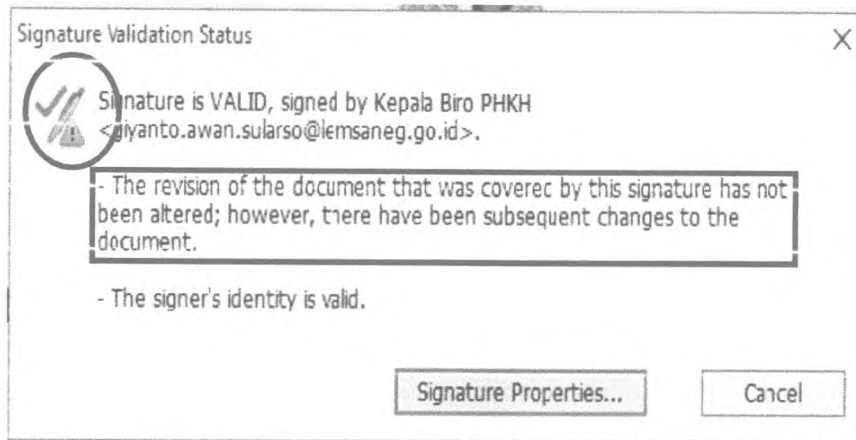 Signature Validation Status
Signature is VALID, signed by Kepala Biro PHKH
<giyanto.awan.sularso@lemsaneg.go.id>.
- The revision of the document that was covered by this signature has not
been altered; however, there have been subsequent changes to the
document.
- The signer's identity is valid.
Signature Properties...
Cancel